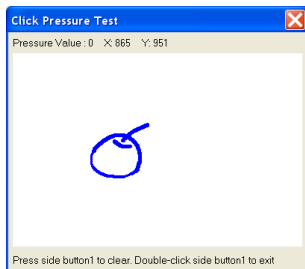 Click Pressure Test
Pressure Value : 0 X: 865 Y: 951
Press side button1 to clear. Double-click side button1 to exit